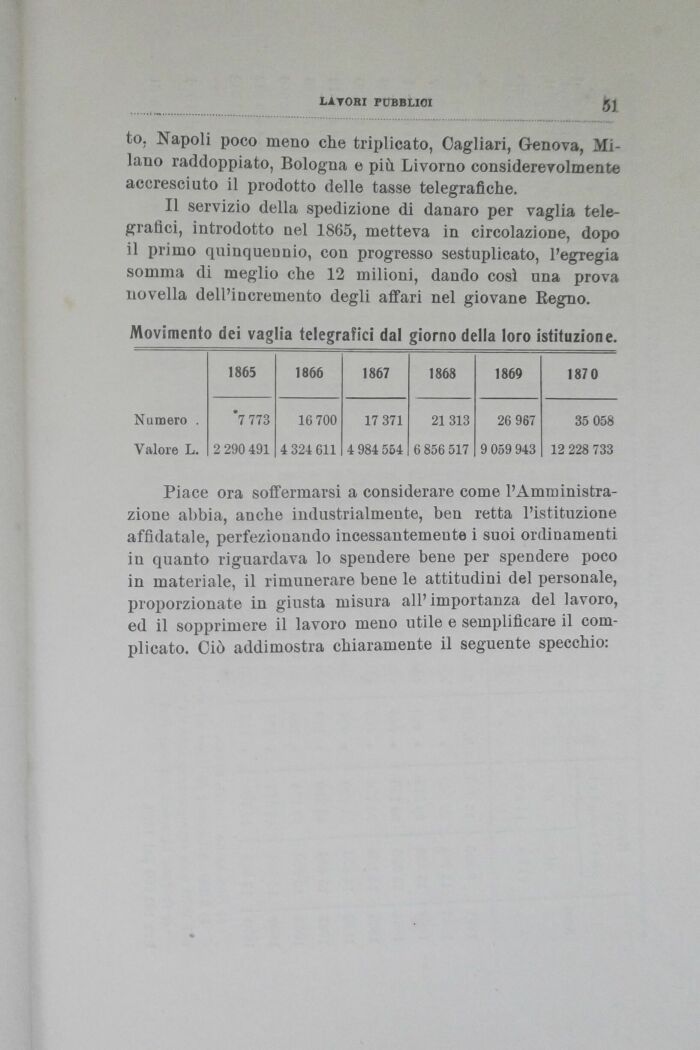 LAVORI PUBBLICI 51
to, Napoli poco meno che triplicato, Cagliari, Genova, Mi-
lano raddoppiato, Bologna e più Livorno considerevolmente
accresciuto il prodotto delle tasse telegrafiche.
Il servizio della spedizione di danaro per vaglia tele-
grafici, introdotto nel 1865, metteva in circolazione, dopo
il primo quinquennio, con progresso sestuplicato, l'egregia
somma di meglio che 12 milioni, dando così una prova
novella dell'incremento degli affari nel giovane Regno.
Movimento dei vaglia telegrafici dal giorno della loro istituzione.
1865 1866 1867 1868 1869 1870
Numero . 7 773 16 700 17 371 21 313 26 967 35 058
Valore L. 2 290 491 4 324 611 4 984 554 6 856 517 9 059 943 12 228 733
Piace ora soffermarsi a considerare come l'Amministra-
zione abbia, anche industrialmente, ben retta l'istituzione
affidatale, perfezionando incessantemente i suoi ordinamenti
in quanto riguardava lo spendere bene per spendere poco
in materiale, il rimunerare bene le attitudini del personale,
proporzionate in giusta misura all'importanza del lavoro,
ed il sopprimere il lavoro meno utile e semplificare il com-
plicato. Ciò addimostra chiaramente il seguente specchio: